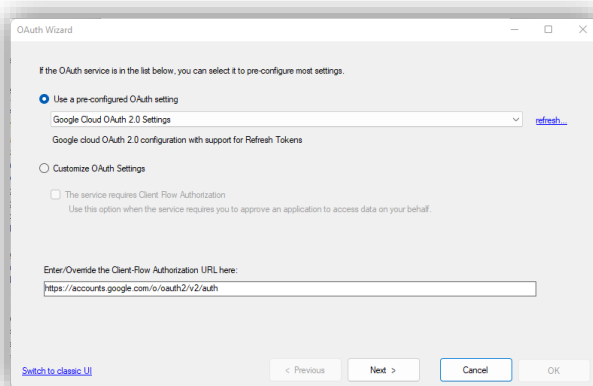 OAuth Wizard
If the OAuth service is in the list below, you can select it to pre-configure most settings.
Use a pre-configured OAuth setting
Google Cloud OAuth 2.0 Settings
refresh...
Google cloud OAuth 2.0 configuration with support for Refresh Tokens
Customize OAuth Settings
The service requires Client Flow Authorization
Use this option when the service requires you to approve an application to access data on your behalf.
Enter/Override the Client-Flow Authorization URL here:
https://accounts.google.com/o/oauth2/v2/auth
Switch to classic UI
< Previous
Next >
Cancel
OK